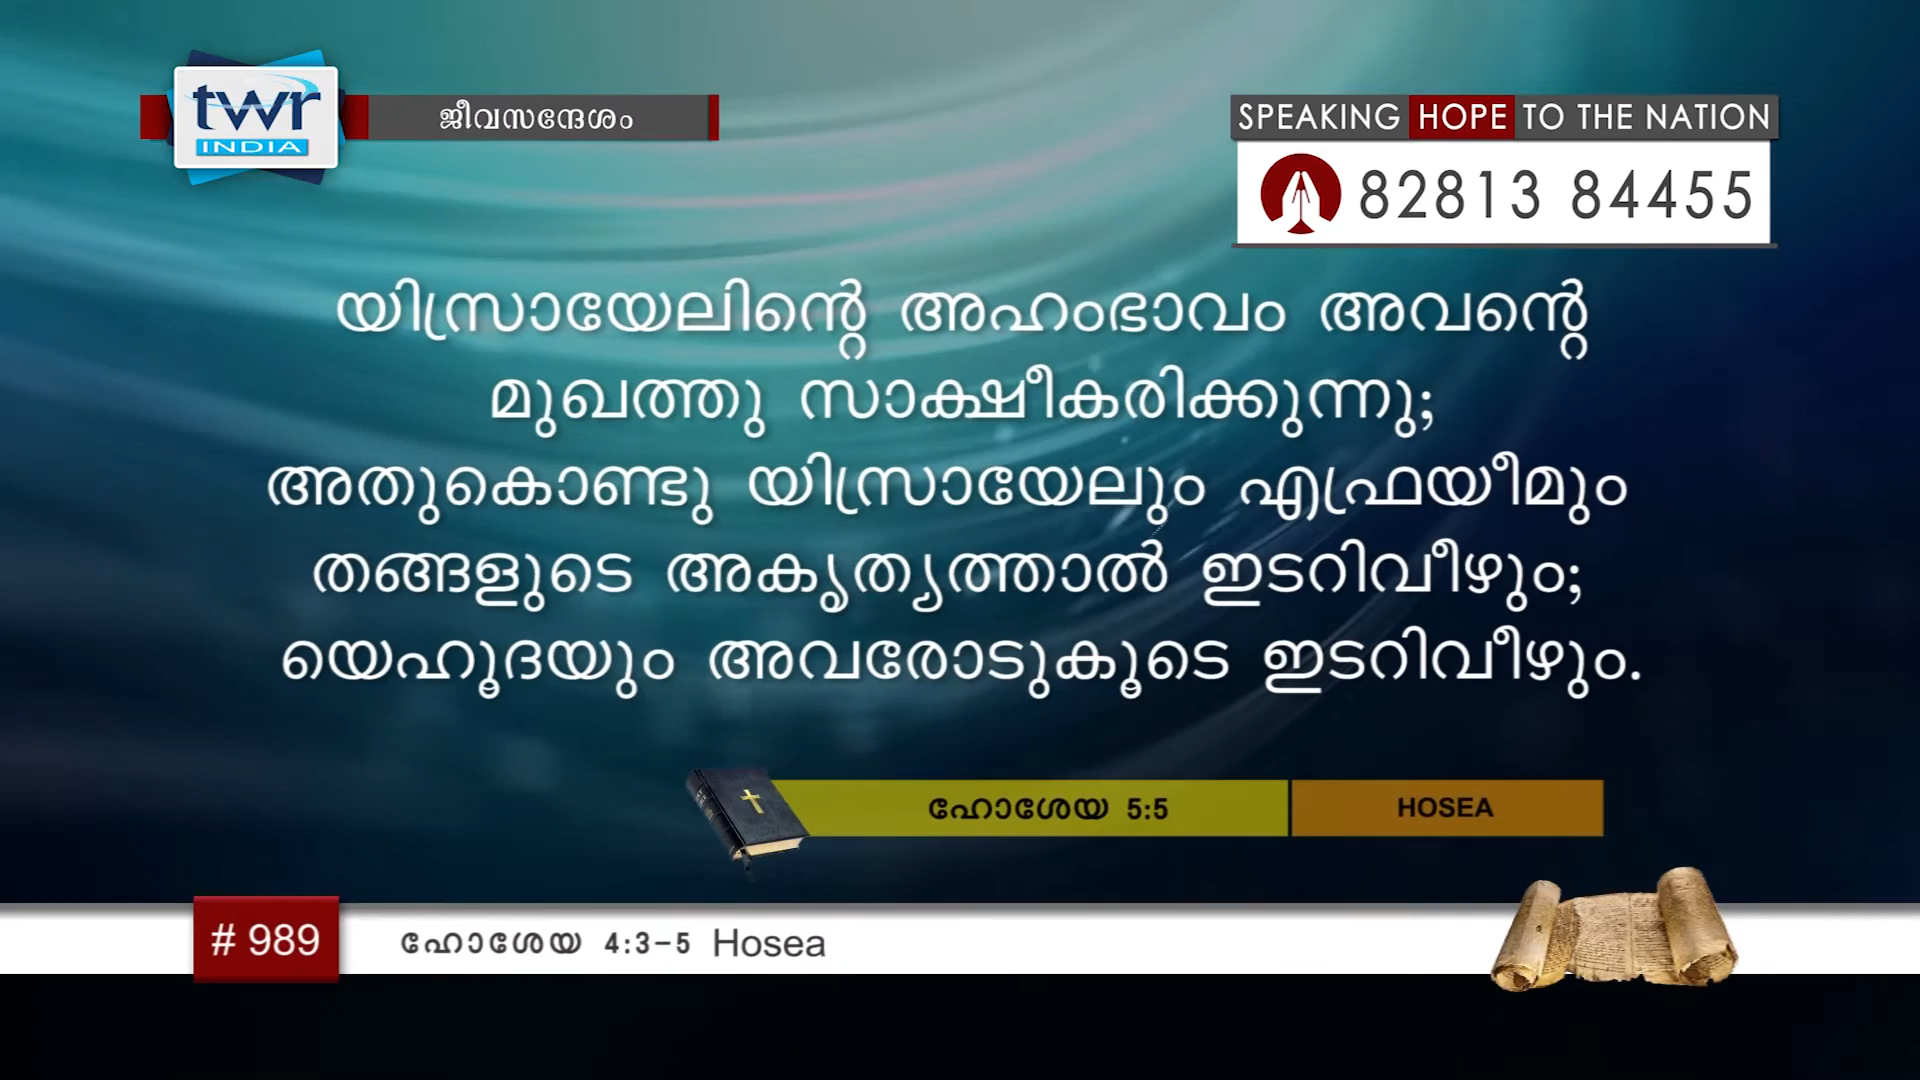 twr
INDIA
ജീവസന്ദേശം
SPEAKING HOPE TO THE NATION
82813 84455
യിസ്രായേലിന്റെ അഹംഭാവം അവന്റെ
മുഖത്തു സാക്ഷീകരിക്കുന്നു;
അതുകൊണ്ടു യിസ്രായേലും എഫ്രയീമും
തങ്ങളുടെ അകൃത്യത്താൽ ഇടറിവീഴും;
യെഹൂദയും അവരോടുകൂടെ ഇടറിവീഴും.
ഹോശേയ 5:5
HOSEA
# 989
ഹോശേയ 4:3-5 Hosea